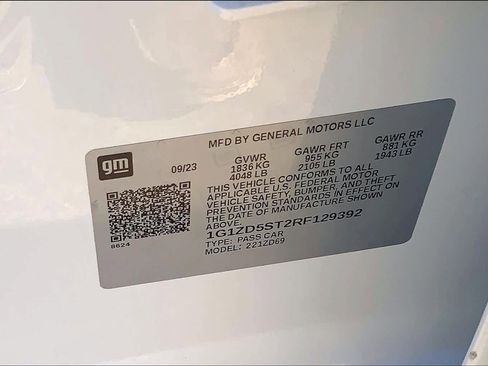 gm
MFD BY GENERAL MOTORS LLC
09/23 GVWR GAWR FRT GAWR RR
1836 KG 955 KG 881 KG
4048 LB 2105 LB 1943 LB
THIS VEHICLE CONFORMS TO ALL
APPLICABLE U.S. FEDERAL MOTOR
VEHICLE SAFETY, BUMPER, AND THEFT
PREVENTION STANDARDS IN EFFECT ON
THE DATE OF MANUFACTURE SHOWN
ABOVE
1G1ZD5ST2RF129392
TYPE: PASS CAR
MODEL: 221ZD69
8624